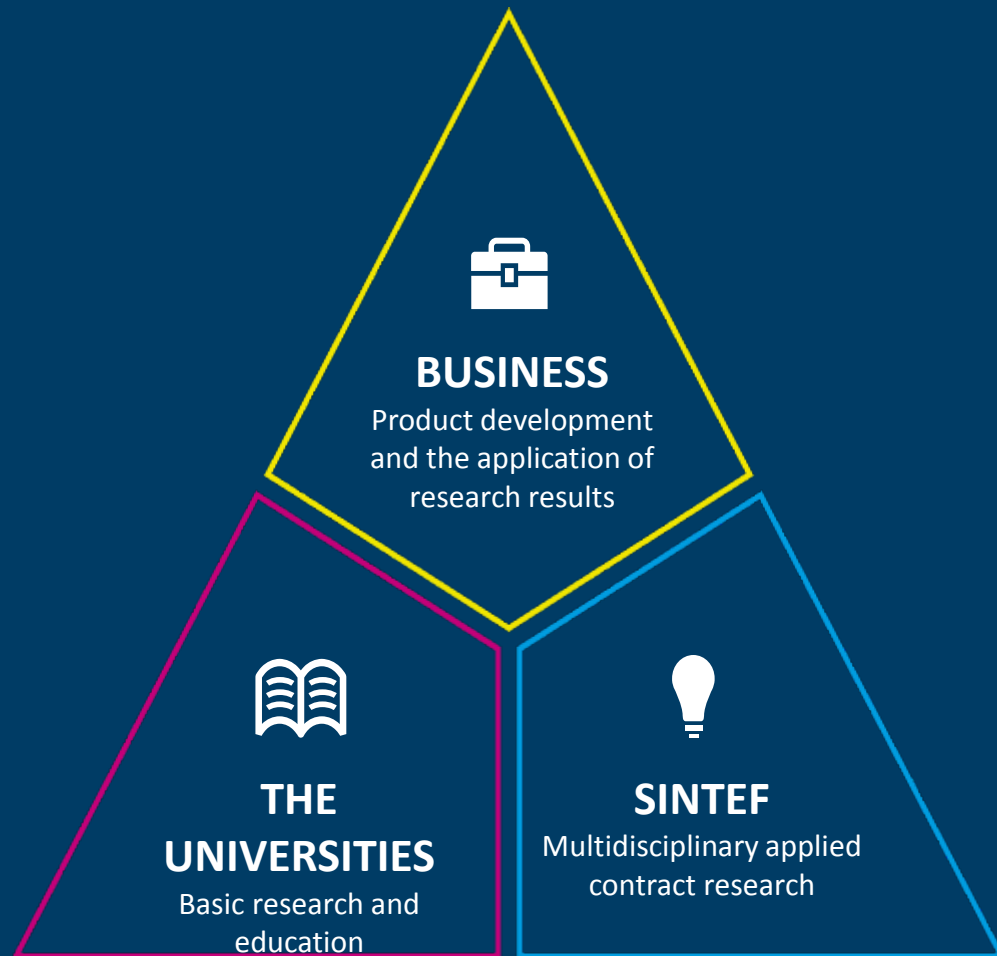 BUSINESS
Product development
and the application of
research results
THE
UNIVERSITIES
Basic research and
education
SINTEF
Multidisciplinary applied
contract research